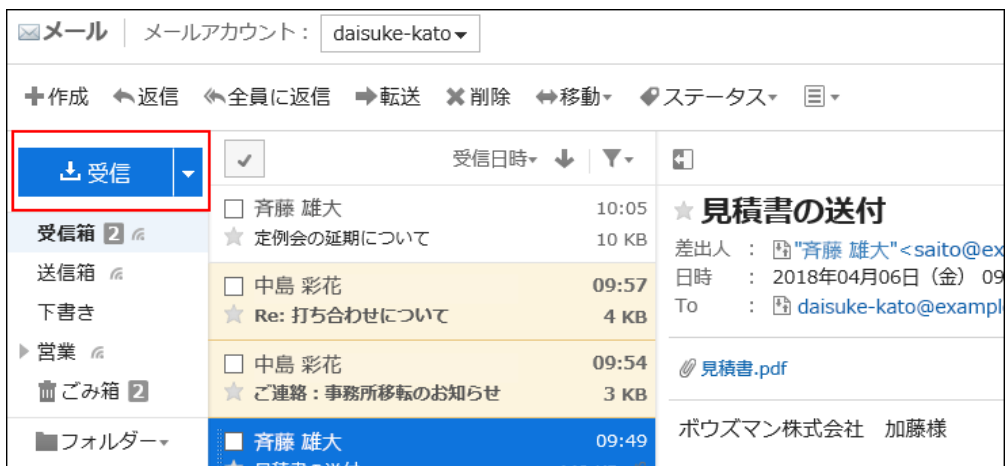 メール メールアカウント： daisuke-kato
作成 返信 全員に返信 転送 削除 移動 ステータス
受信
受信箱 2
送信箱
下書き
営業
ごみ箱 2
フォルダー
受信日時
斉藤 雄大 10:05
定例会の延期について 10 KB
中島 彩花 09:57
Re: 打ち合わせについて 4 KB
中島 彩花 09:54
ご連絡：事務所移転のお知らせ 3 KB
斉藤 雄大 09:49
見積書の送付
見積書の送付
差出人 ： "斉藤 雄大"<saito@ex
日時 ： 2018年04月06日（金） 09
To ： daisuke-kato@exampl
見積書.pdf
ボウズマン株式会社 加藤様